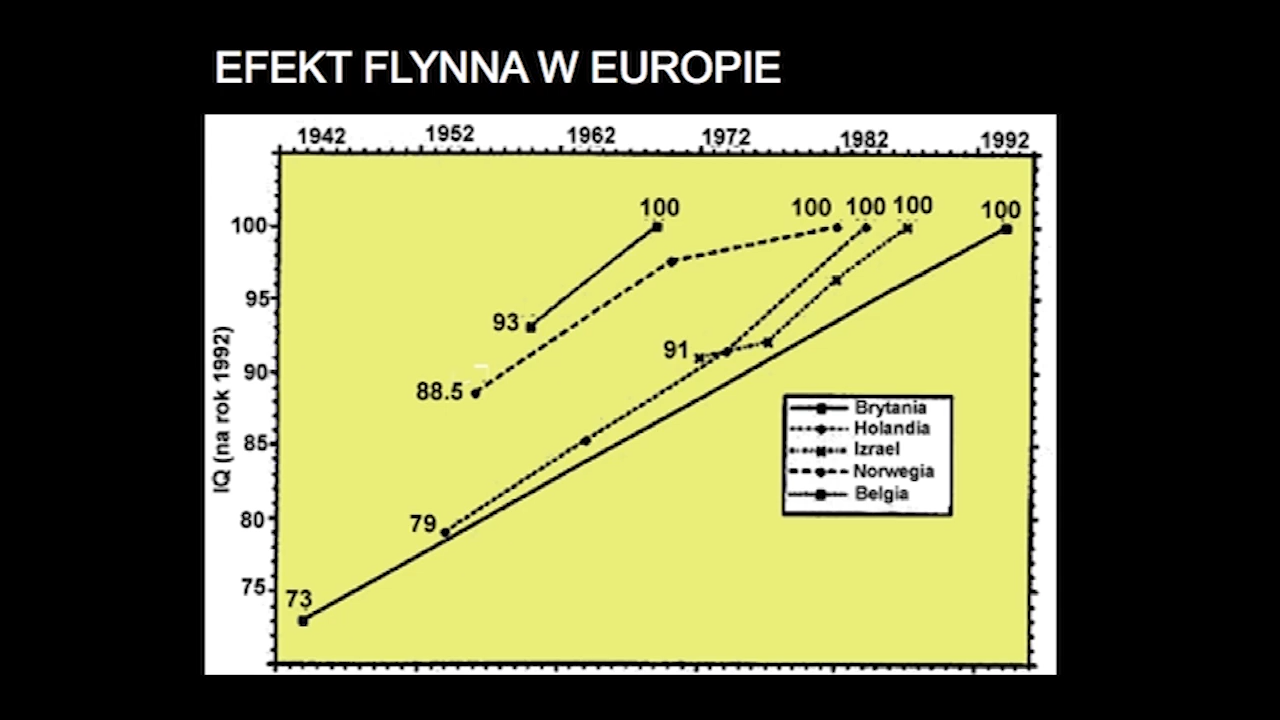 EFEKT FLYNNA W EUROPIE
1942 1952 1962 1972 1982 1992
100 100 100 100 100
100
95
93
91
90
88.5
85
80
79
75
73
IQ (na rok 1992)
Brytania
Holandia
Izrael
Norwegia
Belgia